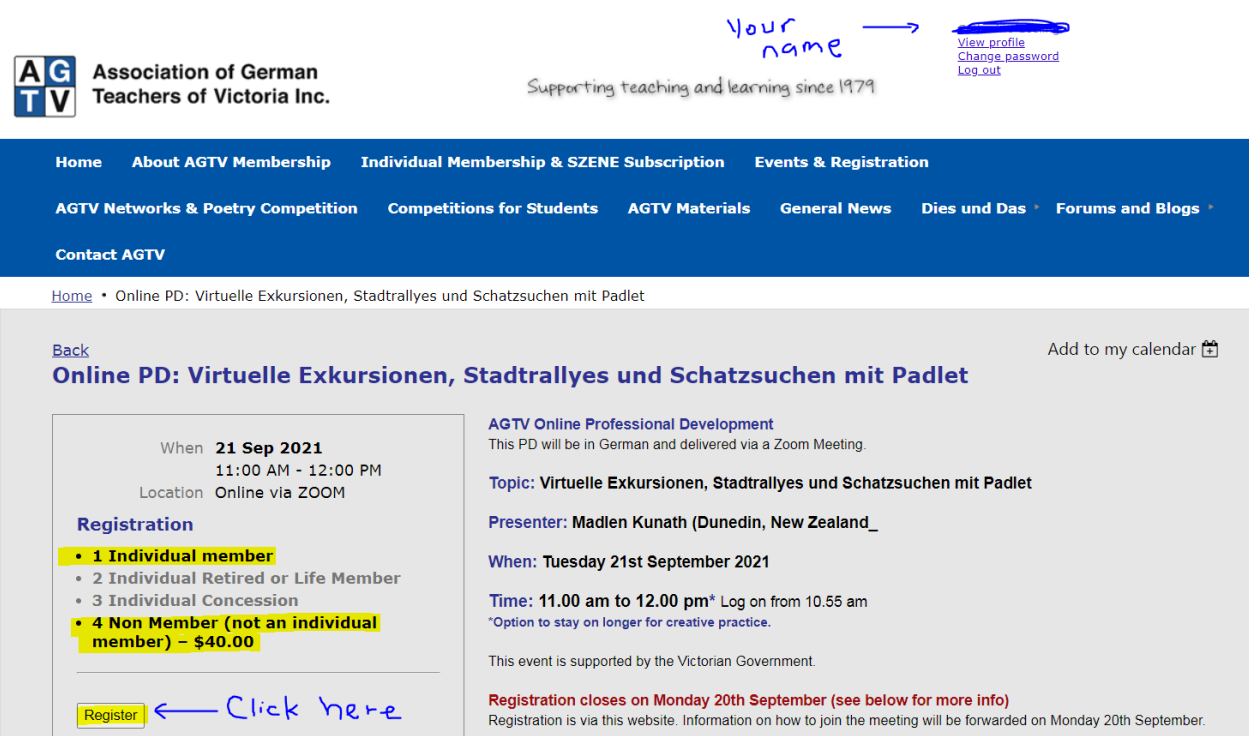 your
name
View profile
Change password
Log out
AG
TV
Association of German
Teachers of Victoria Inc.
Supporting teaching and learning since 1979
Home About AGTV Membership Individual Membership & SZENE Subscription Events & Registration
AGTV Networks & Poetry Competition Competitions for Students AGTV Materials General News Dies und Das Forums and Blogs
Contact AGTV
Home • Online PD: Virtuelle Exkursionen, Stadtrallyes und Schatzsuchen mit Padlet
Back
Add to my calendar
Online PD: Virtuelle Exkursionen, Stadtrallyes und Schatzsuchen mit Padlet
When 21 Sep 2021
11:00 AM - 12:00 PM
Location Online via ZOOM
Registration
• 1 Individual member
• 2 Individual Retired or Life Member
• 3 Individual Concession
• 4 Non Member (not an individual
member) – $40.00
Register
Click here
AGTV Online Professional Development
This PD will be in German and delivered via a Zoom Meeting.
Topic: Virtuelle Exkursionen, Stadtrallyes und Schatzsuchen mit Padlet
Presenter: Madlen Kunath (Dunedin, New Zealand_
When: Tuesday 21st September 2021
Time: 11.00 am to 12.00 pm* Log on from 10.55 am
*Option to stay on longer for creative practice.
This event is supported by the Victorian Government.
Registration closes on Monday 20th September (see below for more info)
Registration is via this website. Information on how to join the meeting will be forwarded on Monday 20th September.